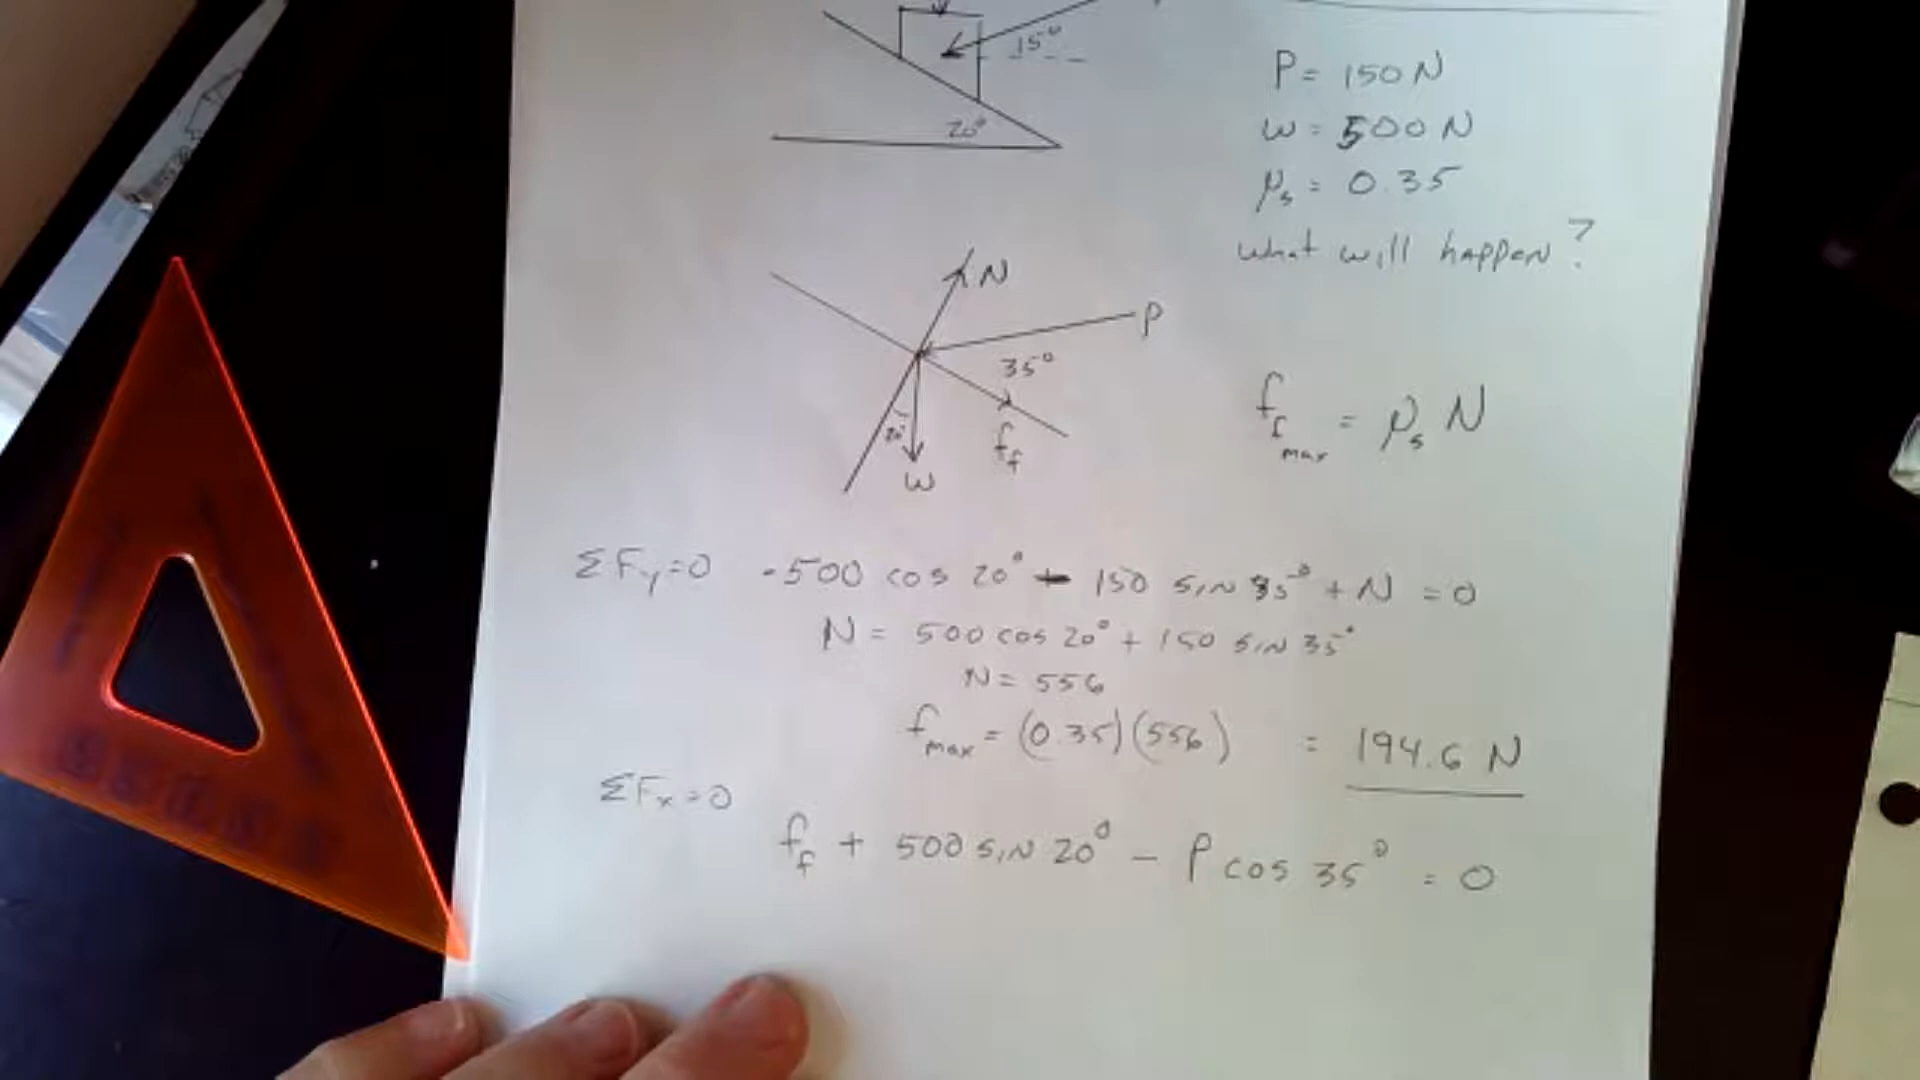 15°
20°
P = 150 N
W = 500 N
μs = 0.35
what will happen?
N
P
35°
20°
ff
W
ff max = μs N
ΣFy=0 -500 cos 20° - 150 sin 35° + N = 0
N = 500 cos 20° + 150 sin 35°
N = 556
fmax = (0.35)(556) = 194.6 N
ΣFx=0
ff + 500 sin 20° - P cos 35° = 0